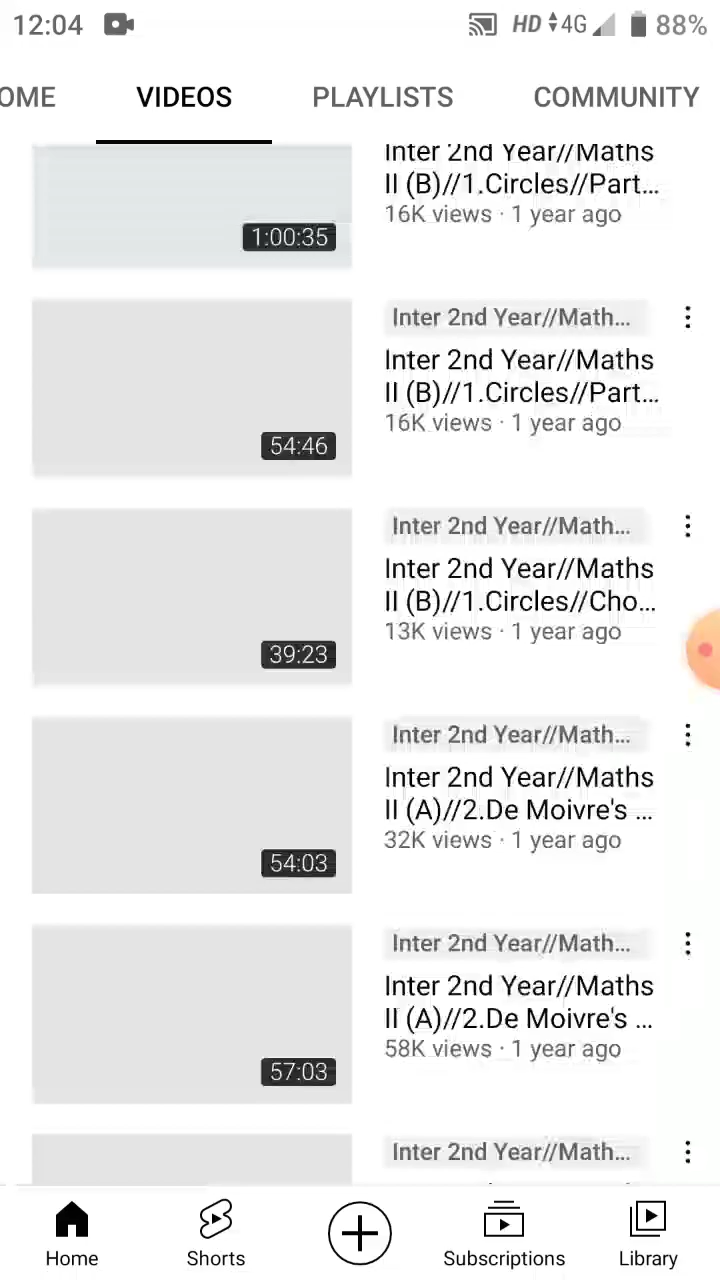 12:04 HD 4G 88%
OME VIDEOS PLAYLISTS COMMUNITY
Inter 2nd Year//Maths
II (B)//1.Circles//Part...
16K views · 1 year ago
1:00:35
Inter 2nd Year//Math...
Inter 2nd Year//Maths
II (B)//1.Circles//Part...
16K views · 1 year ago
54:46
Inter 2nd Year//Math...
Inter 2nd Year//Maths
II (B)//1.Circles//Cho...
13K views · 1 year ago
39:23
Inter 2nd Year//Math...
Inter 2nd Year//Maths
II (A)//2.De Moivre's ...
32K views · 1 year ago
54:03
Inter 2nd Year//Math...
Inter 2nd Year//Maths
II (A)//2.De Moivre's ...
58K views · 1 year ago
57:03
Inter 2nd Year//Math...
Home Shorts Subscriptions Library